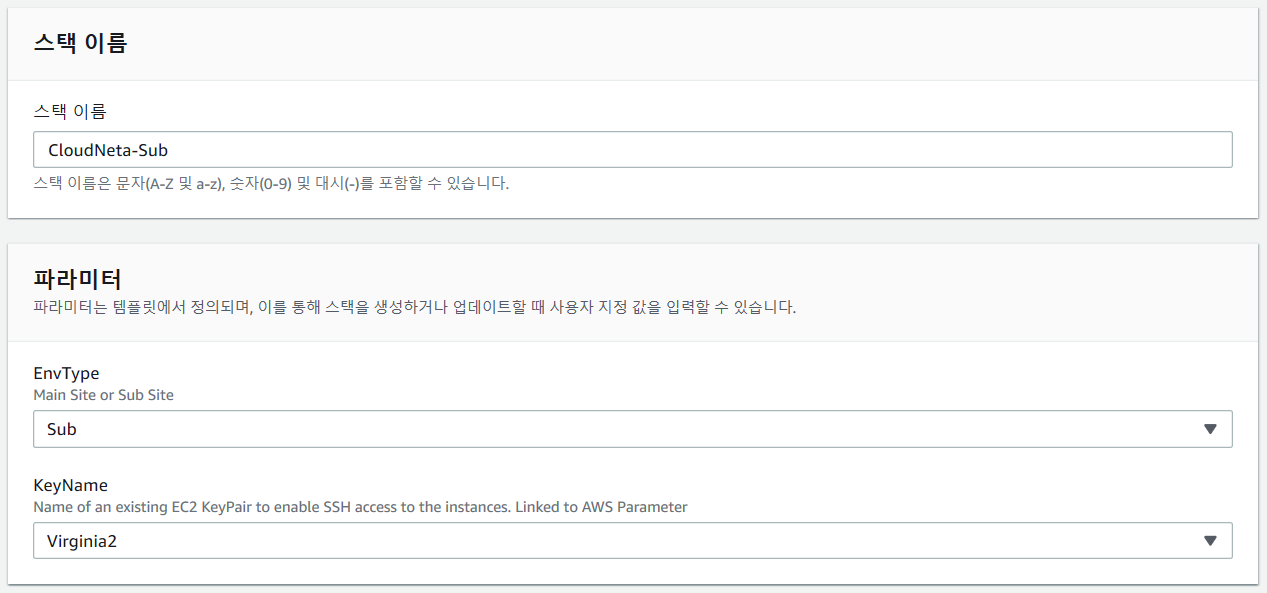 스택 이름
스택 이름
CloudNeta-Sub
스택 이름은 문자(A-Z 및 a-z), 숫자(0-9) 및 대시(-)를 포함할 수 있습니다.
파라미터
파라미터는 템플릿에서 정의되며, 이를 통해 스택을 생성하거나 업데이트할 때 사용자 지정 값을 입력할 수 있습니다.
EnvType
Main Site or Sub Site
Sub
KeyName
Name of an existing EC2 KeyPair to enable SSH access to the instances. Linked to AWS Parameter
Virginia2